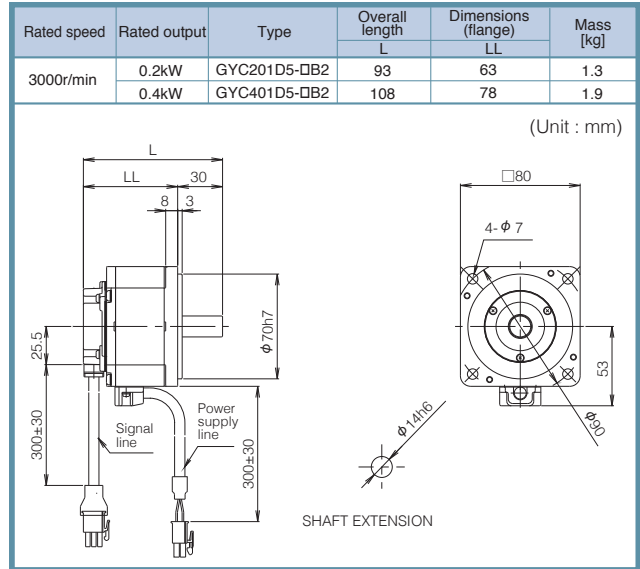 Rated speed Rated output Type Overall length Dimensions (flange) Mass [kg]
L LL
3000r/min 0.2kW GYC201D5-□B2 93 63 1.3
0.4kW GYC401D5-□B2 108 78 1.9
(Unit : mm)
L
LL 30
8 3
□80
4-φ 7
25.5
φ70h7
53
φ90
300±30
Signal line
Power supply line
300±30
φ14h6
SHAFT EXTENSION